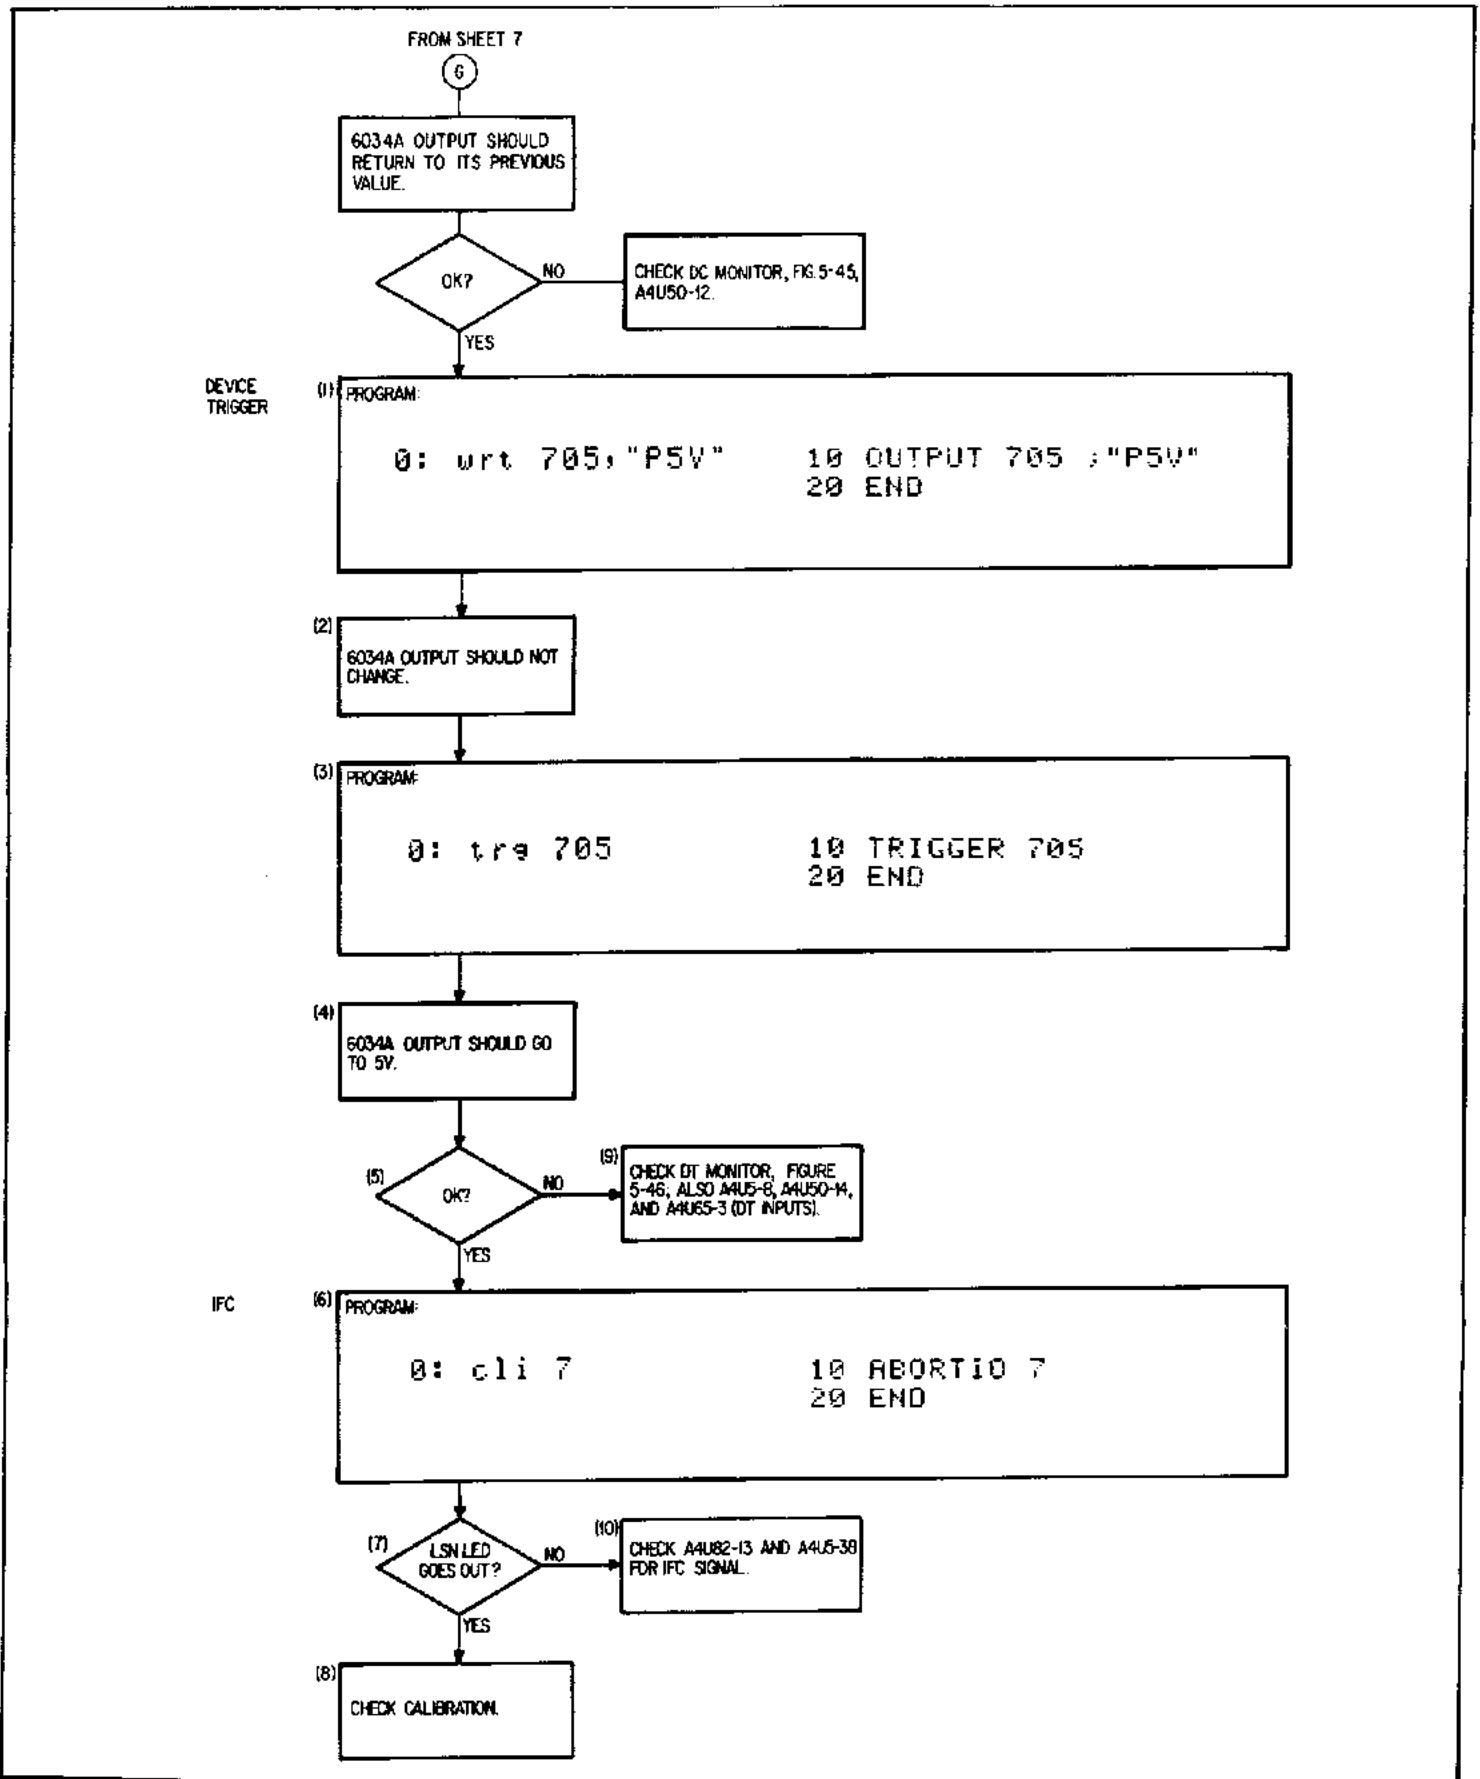 FROM SHEET 7
G
6034A OUTPUT SHOULD
RETURN TO ITS PREVIOUS
VALUE.
OK?
NO
CHECK DC MONITOR, FIG. 5-45,
A4U50-12.
YES
DEVICE
TRIGGER
(1)
PROGRAM:
0: wrt 705,"P5V"
10 OUTPUT 705 ;"P5V"
20 END
(2)
6034A OUTPUT SHOULD NOT
CHANGE.
(3)
PROGRAM:
0: trg 705
10 TRIGGER 705
20 END
(4)
6034A OUTPUT SHOULD GO
TO 5V.
(5)
OK?
NO
(9)
CHECK DT MONITOR, FIGURE
5-46; ALSO A4U5-8, A4U50-14,
AND A4U65-3 (DT INPUTS).
YES
IFC
(6)
PROGRAM:
0: cli 7
10 ABORTIO 7
20 END
(7)
LSN LED
GOES OUT?
NO
(10)
CHECK A4U82-13 AND A4U5-38
FOR IFC SIGNAL.
YES
(8)
CHECK CALIBRATION.